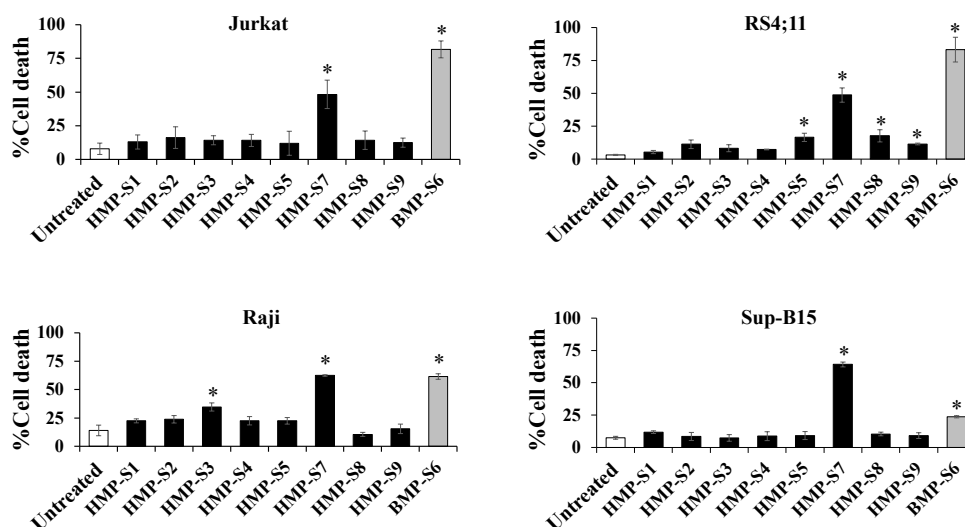 Jurkat
%Cell death
100
75
50
25
0
*
*
Untreated
HMP-S1
HMP-S2
HMP-S3
HMP-S4
HMP-S5
HMP-S7
HMP-S8
HMP-S9
BMP-S6
RS4;11
%Cell death
100
75
50
25
0
*
*
*
*
*
Untreated
HMP-S1
HMP-S2
HMP-S3
HMP-S4
HMP-S5
HMP-S7
HMP-S8
HMP-S9
BMP-S6
Raji
%Cell death
100
75
50
25
0
*
*
*
Untreated
HMP-S1
HMP-S2
HMP-S3
HMP-S4
HMP-S5
HMP-S7
HMP-S8
HMP-S9
BMP-S6
Sup-B15
%Cell death
100
75
50
25
0
*
*
Untreated
HMP-S1
HMP-S2
HMP-S3
HMP-S4
HMP-S5
HMP-S7
HMP-S8
HMP-S9
BMP-S6